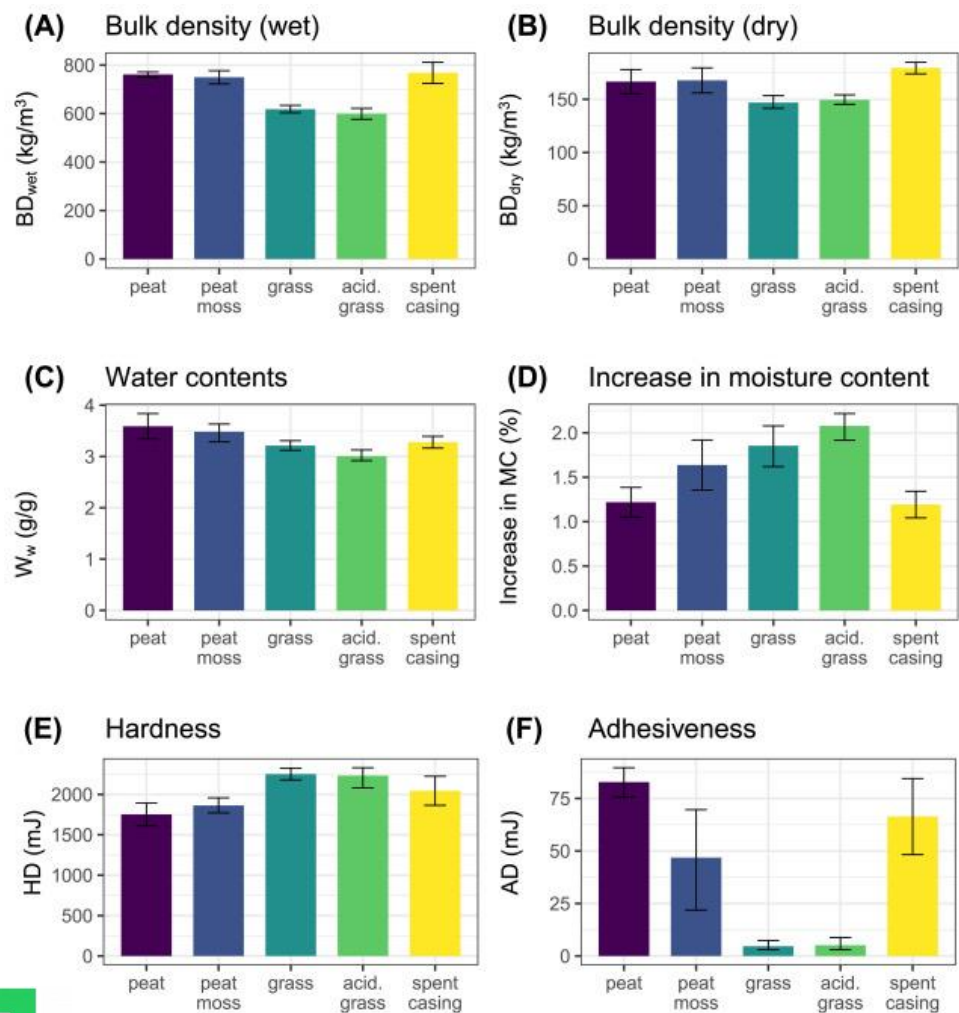 (A) Bulk density (wet)
BDwet (kg/m³)
800
600
400
200
0
peat
peat moss
grass
acid. grass
spent casing
(B) Bulk density (dry)
BDdry (kg/m³)
150
100
50
0
peat
peat moss
grass
acid. grass
spent casing
(C) Water contents
Ww (g/g)
4
3
2
1
0
peat
peat moss
grass
acid. grass
spent casing
(D) Increase in moisture content
Increase in MC (%)
2.0
1.5
1.0
0.5
0.0
peat
peat moss
grass
acid. grass
spent casing
(E) Hardness
HD (mJ)
2000
1500
1000
500
0
peat
peat moss
grass
acid. grass
spent casing
(F) Adhesiveness
AD (mJ)
75
50
25
0
peat
peat moss
grass
acid. grass
spent casing